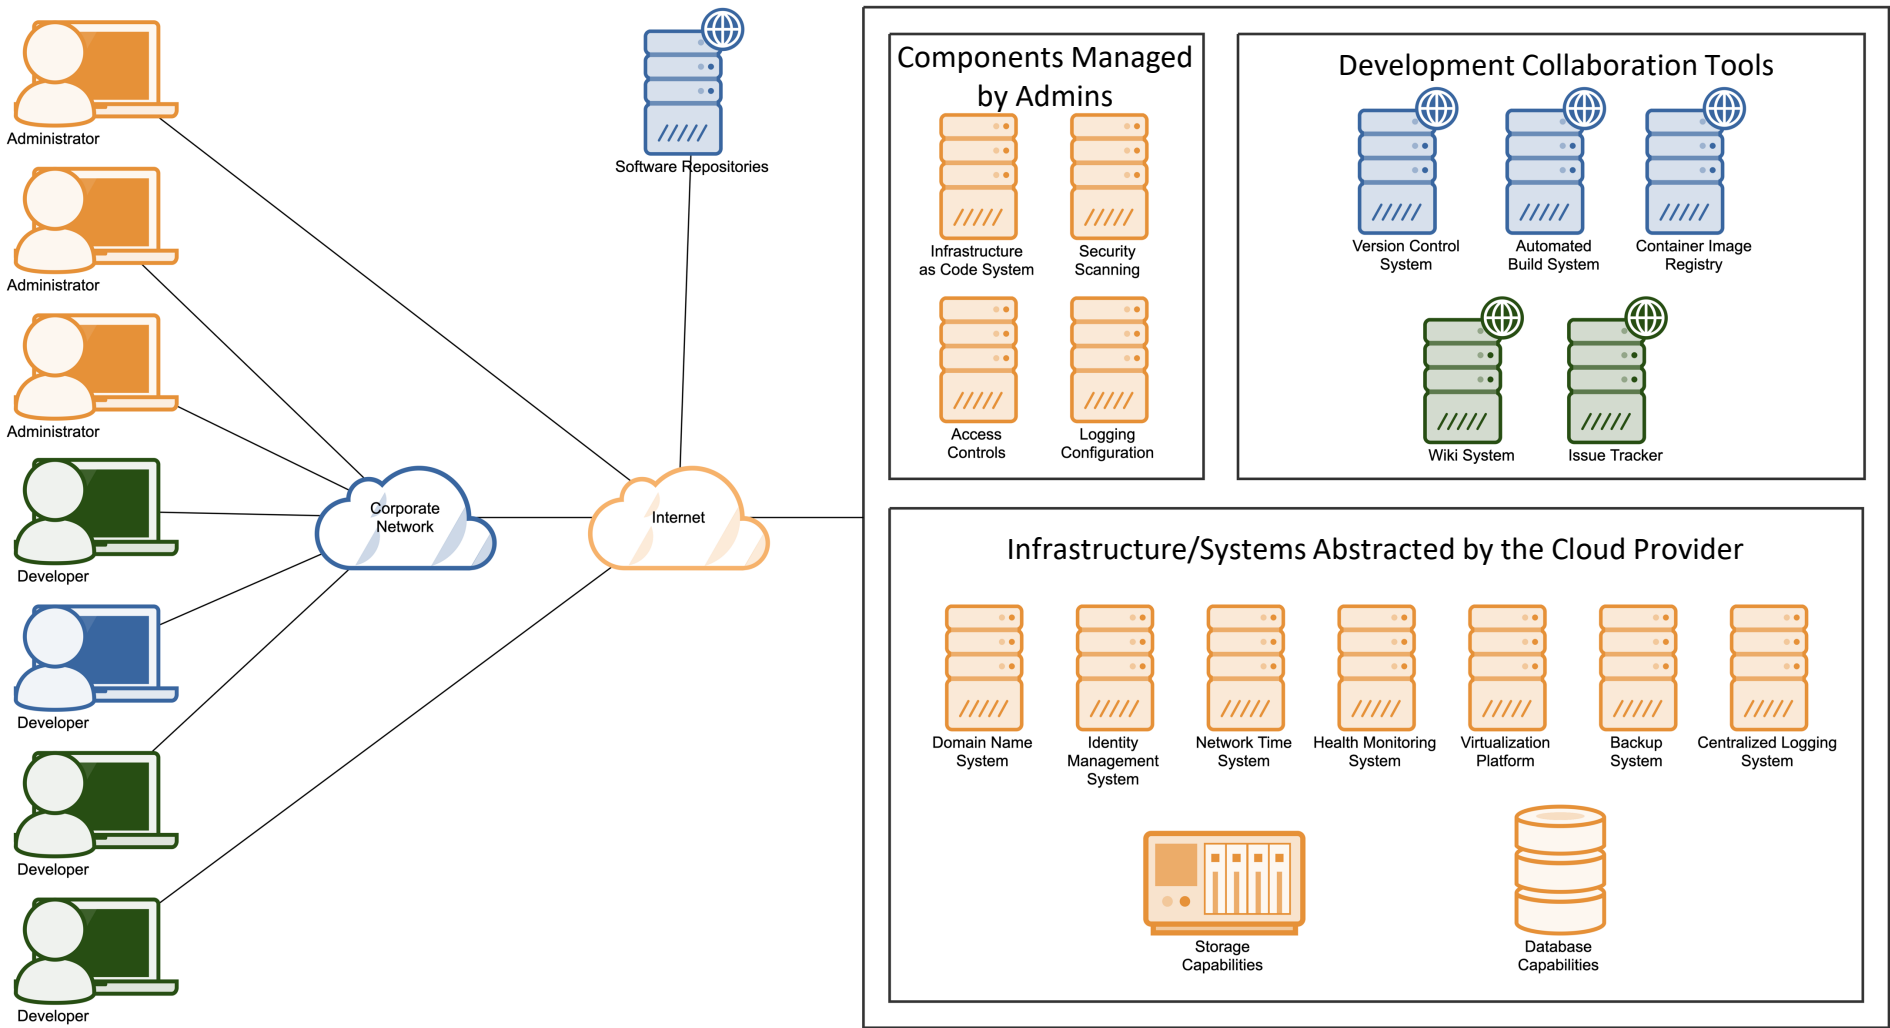 Administrator
Administrator
Administrator
Developer
Developer
Developer
Developer
Corporate
Network
Internet
Software Repositories
Components Managed
by Admins
Infrastructure
as Code System
Security
Scanning
Access
Controls
Logging
Configuration
Development Collaboration Tools
Version Control
System
Automated
Build System
Container Image
Registry
Wiki System
Issue Tracker
Infrastructure/Systems Abstracted by the Cloud Provider
Domain Name
System
Identity
Management
System
Network Time
System
Health Monitoring
System
Virtualization
Platform
Backup
System
Centralized Logging
System
Storage
Capabilities
Database
Capabilities